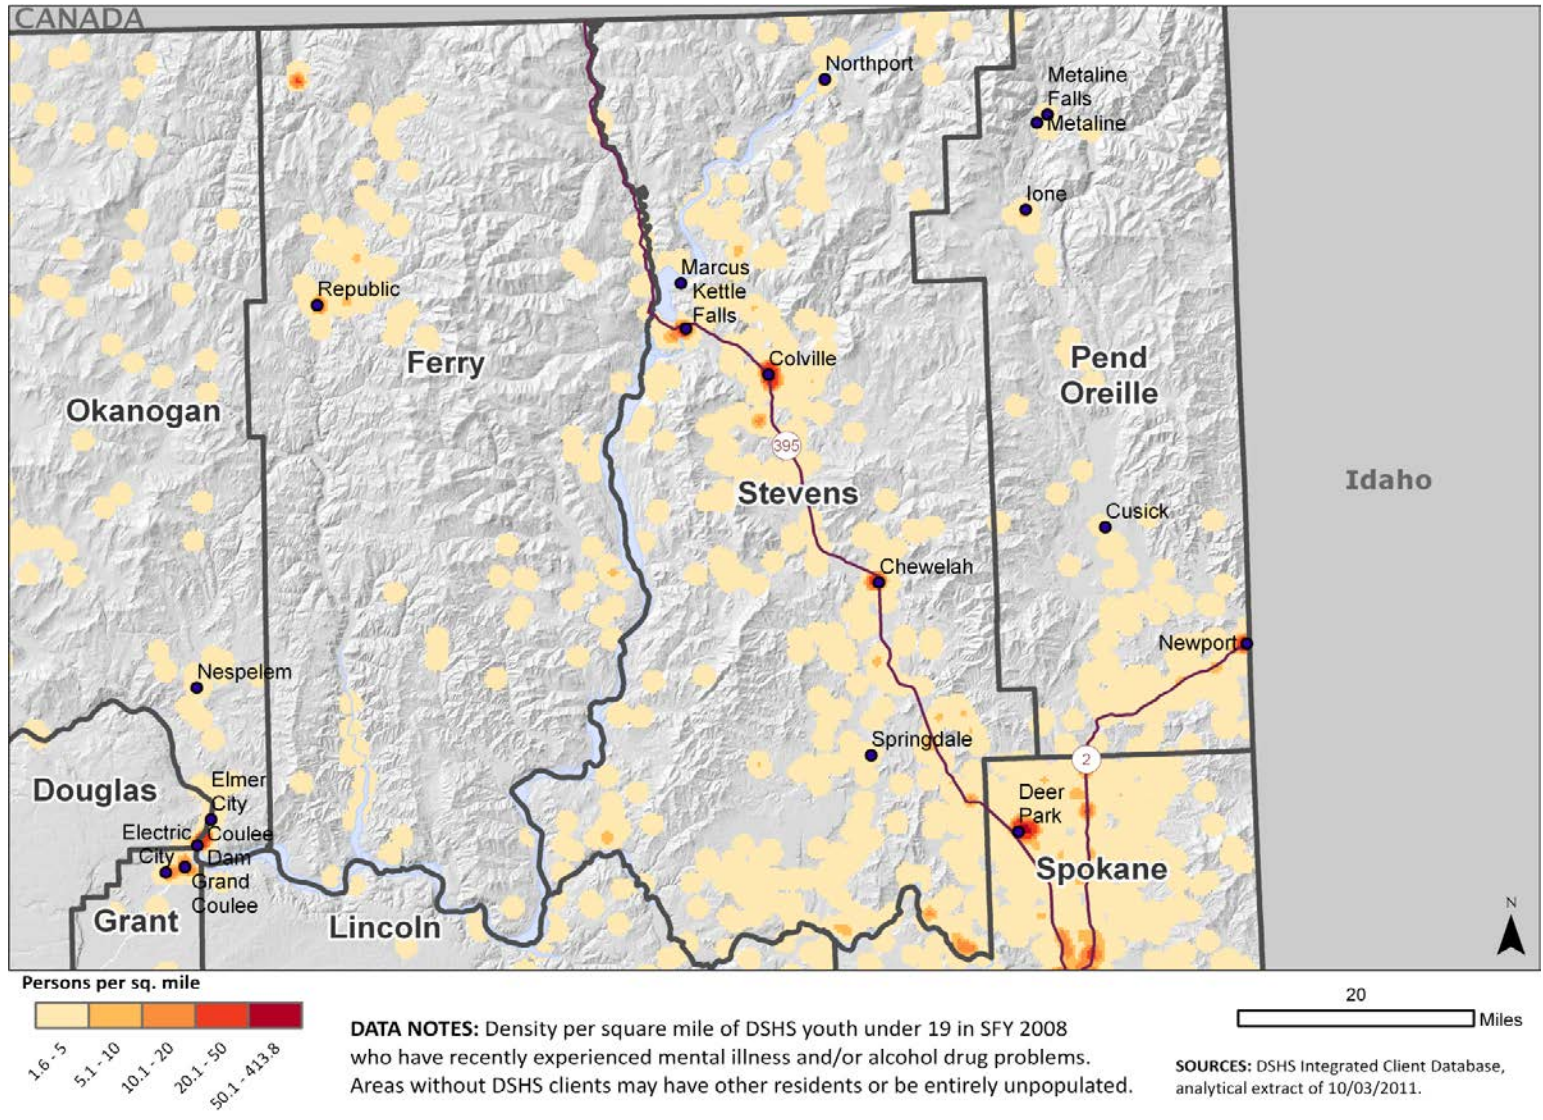 CANADA
Northport
Metaline
Falls
Metaline
Ione
Marcus
Kettle
Falls
Republic
Colville
Ferry
Pend
Oreille
Okanogan
395
Idaho
Stevens
Cusick
Chewelah
Newport
Nespelem
Springdale
2
Elmer
City
Douglas
Deer
Park
Electric
City
Coulee
Dam
Spokane
Grand
Coulee
Grant
Lincoln
N
Persons per sq. mile
1.6 - 5
5.1 - 10
10.1 - 20
20.1 - 50
50.1 - 413.8
DATA NOTES: Density per square mile of DSHS youth under 19 in SFY 2008
who have recently experienced mental illness and/or alcohol drug problems.
Areas without DSHS clients may have other residents or be entirely unpopulated.
20
Miles
SOURCES: DSHS Integrated Client Database,
analytical extract of 10/03/2011.